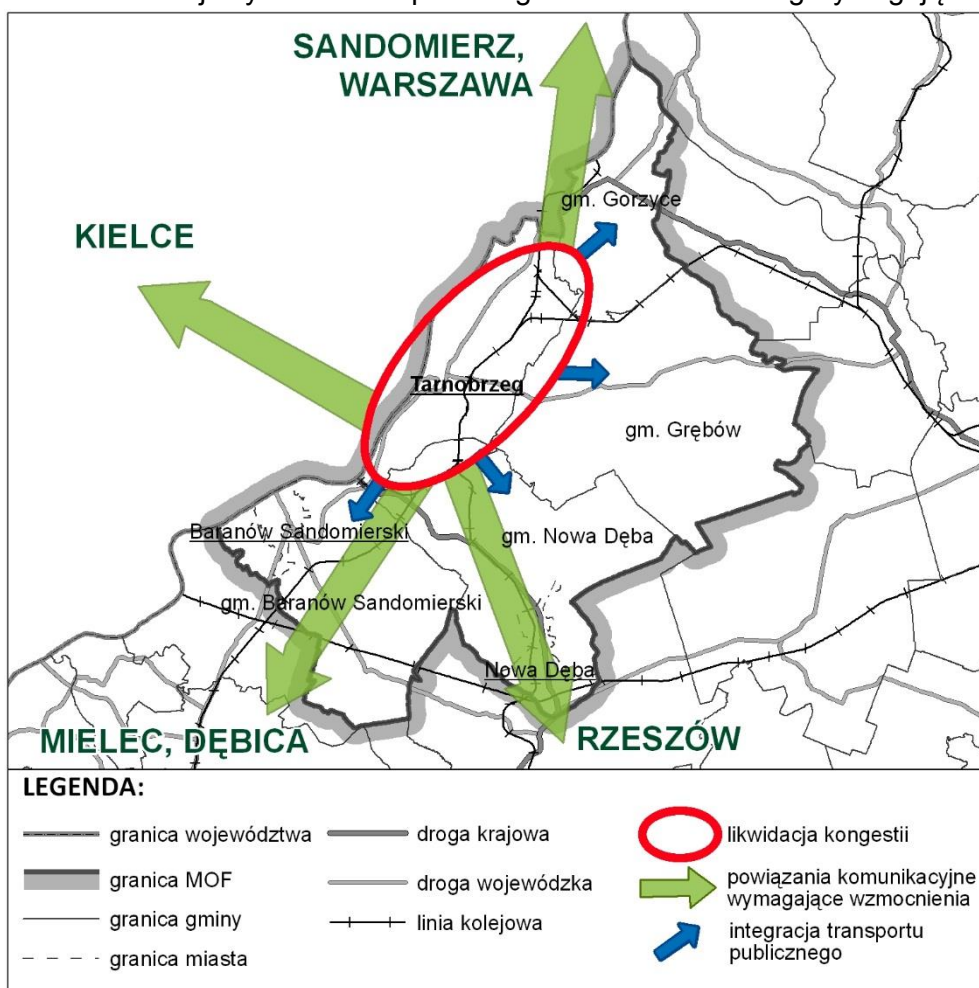 SANDOMIERZ,
WARSZAWA
gm. Gorzyce
KIELCE
Tarnobrzeg
gm. Grębów
Baranów Sandomierski
gm. Nowa Dęba
gm. Baranów Sandomierski
Nowa Dęba
MIELEC, DĘBICA
RZESZÓW
LEGENDA:
granica województwa
granica MOF
granica gminy
granica miasta
droga krajowa
droga wojewódzka
linia kolejowa
likwidacja kongestii
powiązania komunikacyjne
wymagające wzmocnienia
integracja transportu
publicznego